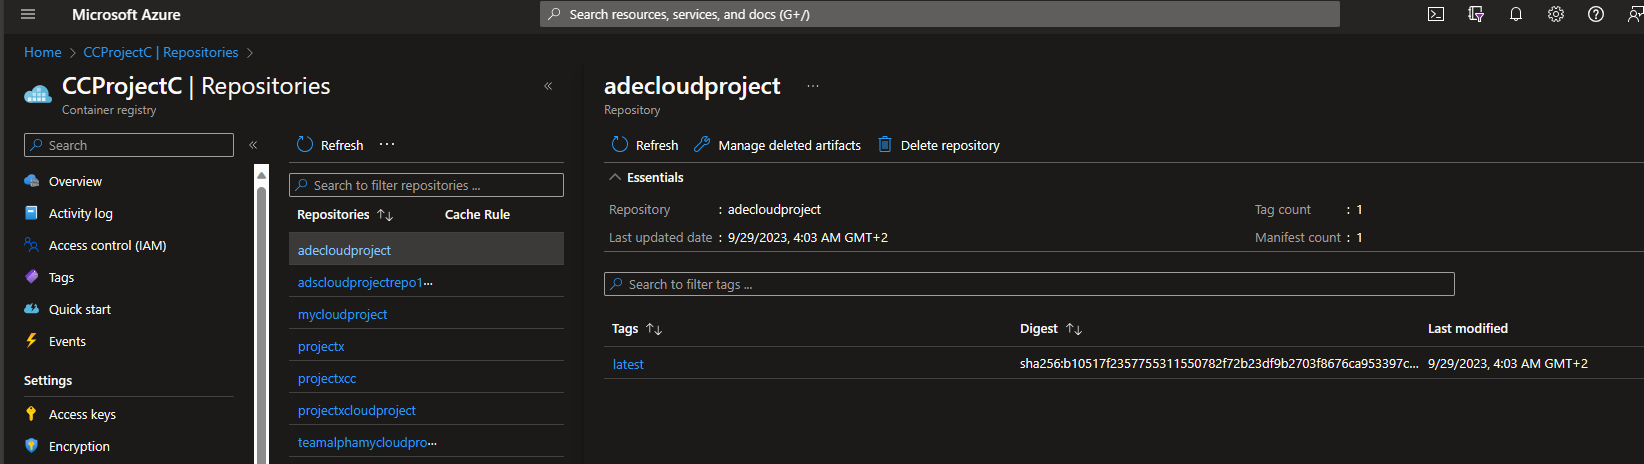 Microsoft Azure
Search resources, services, and docs (G+/)
Home > CCProjectC | Repositories >
CCProjectC | Repositories
Container registry
Search
Overview
Activity log
Access control (IAM)
Tags
Quick start
Events
Settings
Access keys
Encryption
Refresh
Search to filter repositories ...
Repositories Cache Rule
adecloudproject
adscloudprojectrepo1...
mycloudproject
projectx
projectxcc
projectxcloudproject
teamalphamycloudpro...
adecloudproject
Repository
Refresh Manage deleted artifacts Delete repository
Essentials
Repository : adecloudproject Tag count : 1
Last updated date : 9/29/2023, 4:03 AM GMT+2 Manifest count : 1
Search to filter tags ...
Tags Digest Last modified
latest sha256:b10517f2357755311550782f72b23df9b2703f8676ca953397c... 9/29/2023, 4:03 AM GMT+2